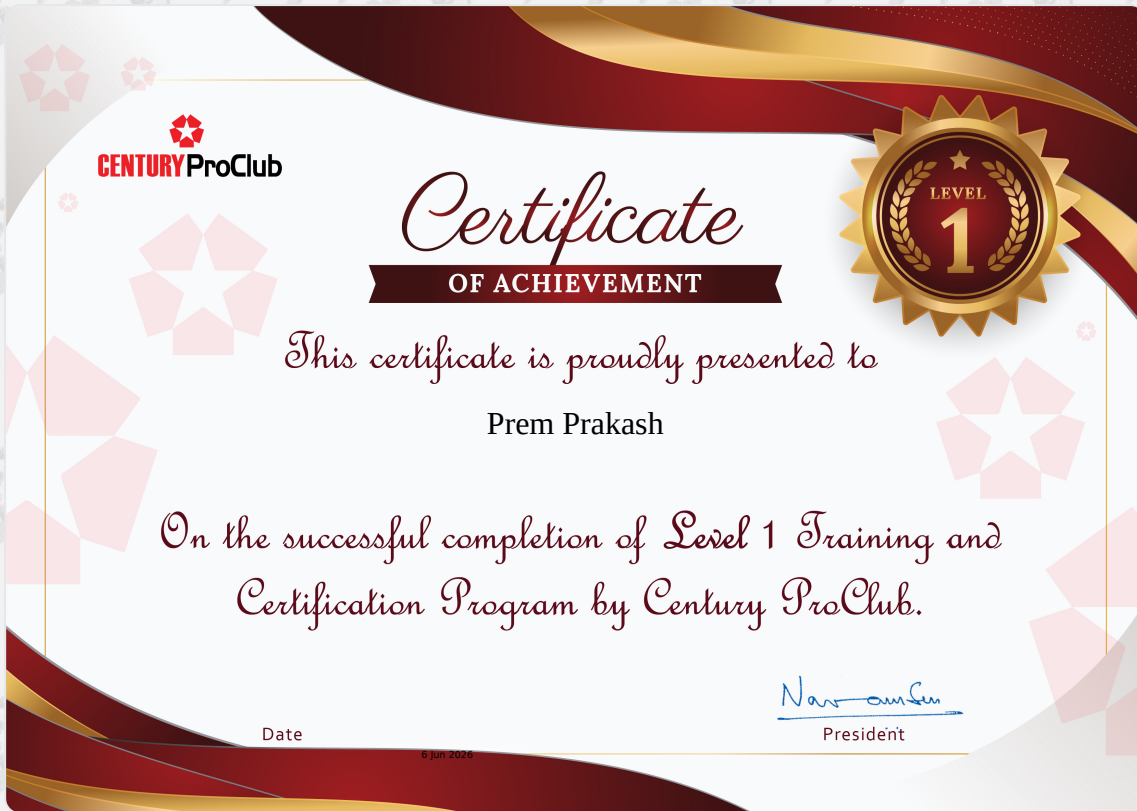 CENTURY ProClub
LEVEL
1
Certificate
OF ACHIEVEMENT
This certificate is proudly presented to
Prem Prakash
On the successful completion of Level 1 Training and
Certification Program by Century ProClub.
Date
President
6 Jun 2026